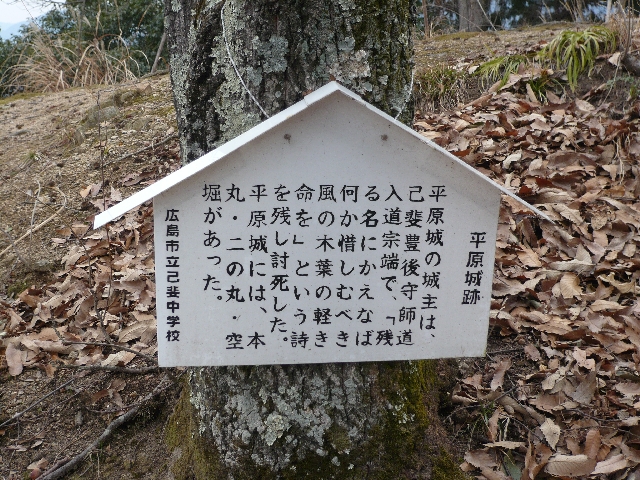 平原城跡
平原城の城主は、
己斐豊後守師道
入道宗端で、「残
る名にかえなば
何か惜しむべき
風の木葉の軽き
命を」という詩
を残し討死した。
平原城には、本
丸・二の丸・空
堀があった。
広島市立己斐中学校